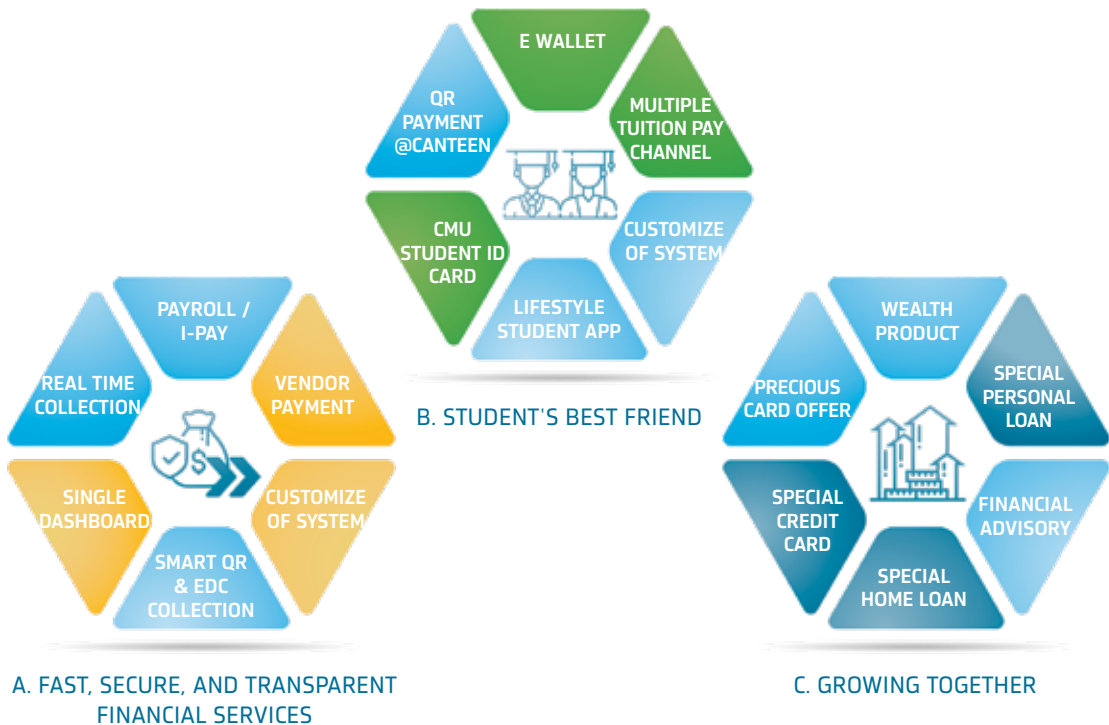 E WALLET
QR
PAYMENT
@CANTEEN
MULTIPLE
TUITION PAY
CHANNEL
CMU
STUDENT ID
CARD
CUSTOMIZE
OF SYSTEM
LIFESTYLE
STUDENT APP
B. STUDENT'S BEST FRIEND
PAYROLL /
I-PAY
REAL TIME
COLLECTION
VENDOR
PAYMENT
$
SINGLE
DASHBOARD
CUSTOMIZE
OF SYSTEM
SMART QR
& EDC
COLLECTION
A. FAST, SECURE, AND TRANSPARENT
FINANCIAL SERVICES
WEALTH
PRODUCT
PRECIOUS
CARD OFFER
SPECIAL
PERSONAL
LOAN
SPECIAL
CREDIT
CARD
FINANCIAL
ADVISORY
SPECIAL
HOME LOAN
C. GROWING TOGETHER